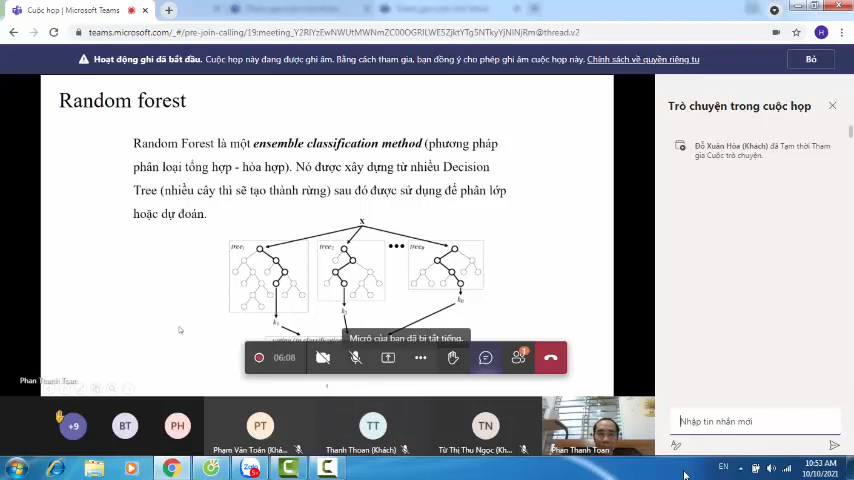 Cuộc họp | Microsoft Teams
teams.microsoft.com/_#/pre-join-calling/19:meeting_Y2RJYzEwNWUtMWNmZC00OGRlLWE5ZjktYTg5NTkyYjNlNjRm@thread.v2
H
Hoạt động ghi đã bắt đầu. Cuộc họp này đang được ghi âm. Bằng cách tham gia, bạn đồng ý cho phép ghi âm cuộc họp này. Chính sách về quyền riêng tư
Bỏ
Random forest
Random Forest là một ensemble classification method (phương pháp
phân loại tổng hợp - hòa hợp). Nó được xây dựng từ nhiều Decision
Tree (nhiều cây thì sẽ tạo thành rừng) sau đó được sử dụng để phân lớp
hoặc dự đoán.
x
tree1
tree2
treeB
k1
k2
kB
Micrô của bạn đã bị tắt tiếng.
06:08
1
Phan Thanh Toan
Trò chuyện trong cuộc họp
Đỗ Xuân Hòa (Khách) đã Tạm thời Tham
gia Cuộc trò chuyện.
Nhập tin nhắn mới
+9
BT
PH
PT
Phạm Văn Toán (Khá...
TT
Thanh Thoan (Khách)
TN
Từ Thị Thu Ngọc (Kh...
Phan Thanh Toan
Zalo
EN
10:53 AM
10/10/2021